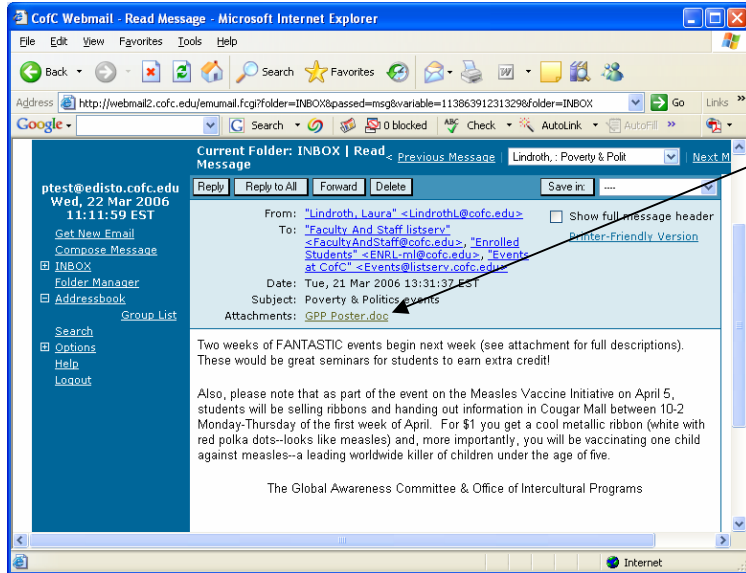 CofC Webmail - Read Message - Microsoft Internet Explorer
File Edit View Favorites Tools Help
Back Search Favorites
Address http://webmail2.cofc.edu/emumail.fcgi?folder=INBOX&passed=msg&variable=11386391231329&folder=INBOX Go Links »
Google Search 0 blocked Check AutoLink AutoFill »
Current Folder: INBOX | Read Message < Previous Message | Lindroth, : Poverty & Polit | Next M
ptest@edisto.cofc.edu
Wed, 22 Mar 2006
11:11:59 EST
Get New Email
Compose Message
INBOX
Folder Manager
Addressbook
Group List
Search
Options
Help
Logout
Reply Reply to All Forward Delete Save in: ----
From: "Lindroth, Laura" <LindrothL@cofc.edu>
Show full message header
Printer-Friendly Version
To: "Faculty And Staff listserv"
<FacultyAndStaff@cofc.edu>, "Enrolled
Students" <ENRL-ml@cofc.edu>, "Events
at CofC" <Events@listserv.cofc.edu>
Date: Tue, 21 Mar 2006 13:31:37 EST
Subject: Poverty & Politics events
Attachments: GPP Poster.doc
Two weeks of FANTASTIC events begin next week (see attachment for full descriptions).
These would be great seminars for students to earn extra credit!
Also, please note that as part of the event on the Measles Vaccine Initiative on April 5,
students will be selling ribbons and handing out information in Cougar Mall between 10-2
Monday-Thursday of the first week of April. For $1 you get a cool metallic ribbon (white with
red polka dots--looks like measles) and, more importantly, you will be vaccinating one child
against measles--a leading worldwide killer of children under the age of five.
The Global Awareness Committee & Office of Intercultural Programs
Internet